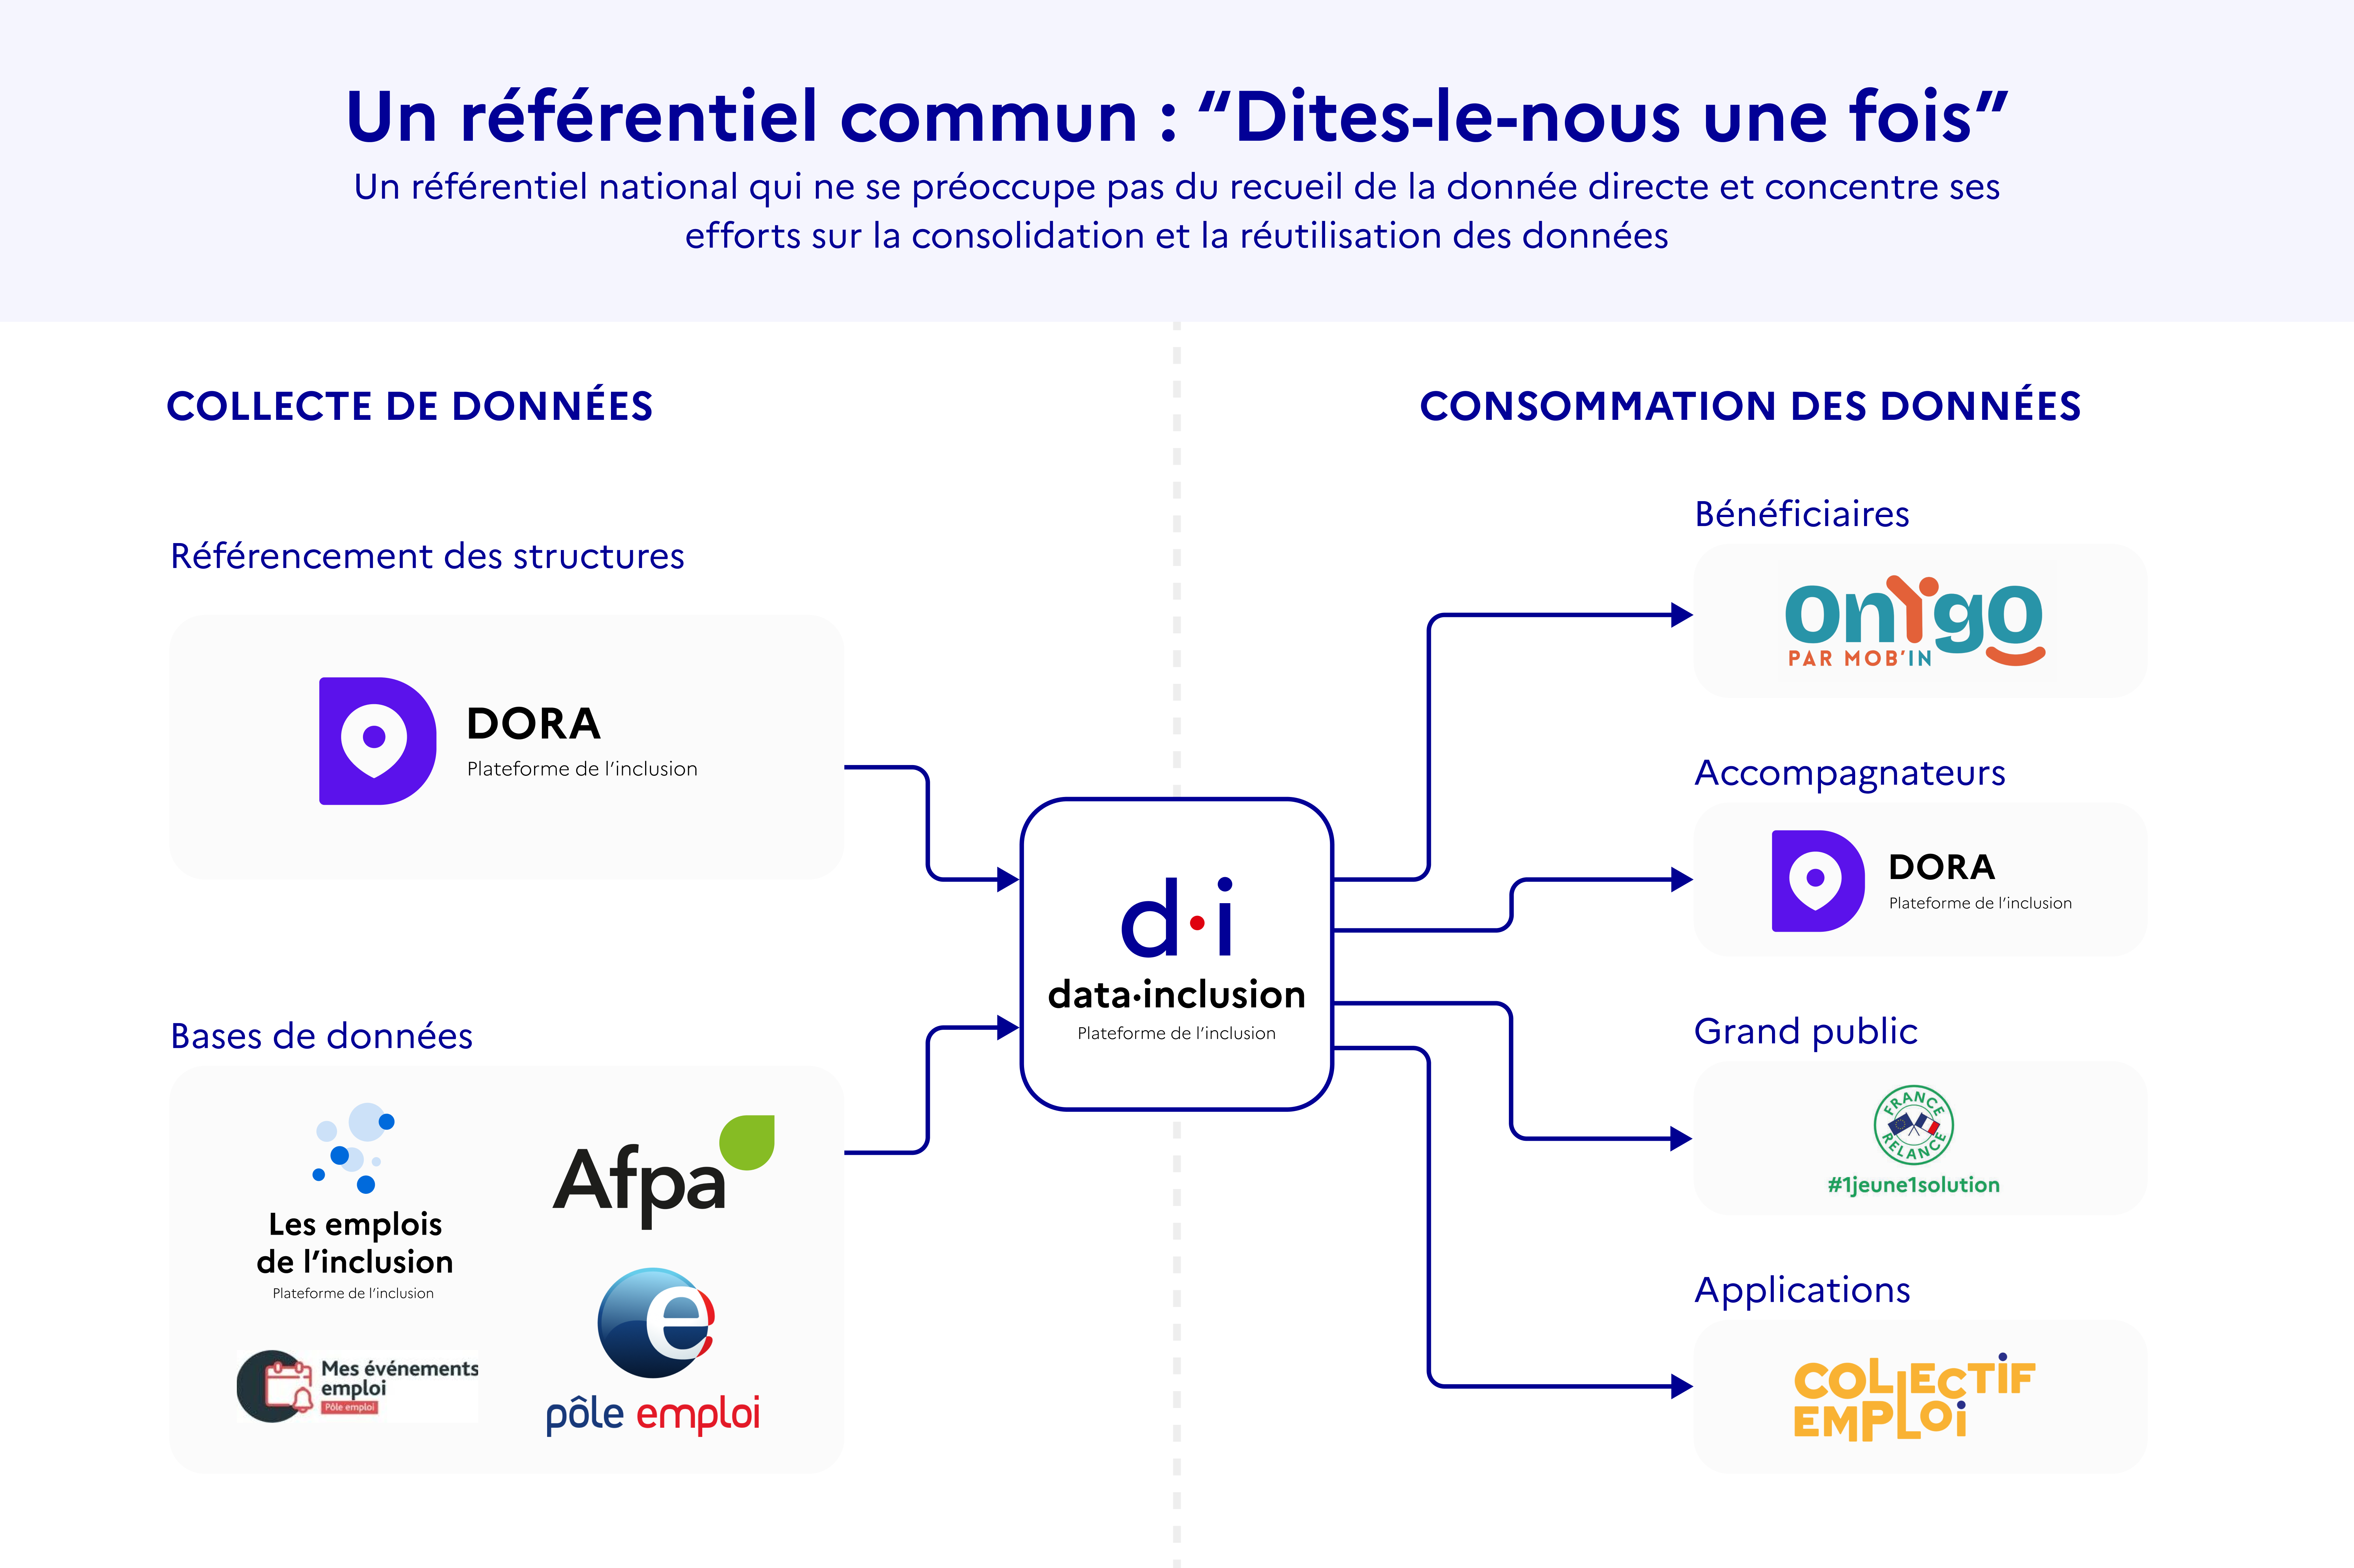 Un référentiel commun : “Dites-le-nous une fois”
Un référentiel national qui ne se préoccupe pas du recueil de la donnée directe et concentre ses
efforts sur la consolidation et la réutilisation des données
COLLECTE DE DONNÉES
Référencement des structures
DORA
Plateforme de l’inclusion
Bases de données
Les emplois
de l’inclusion
Plateforme de l’inclusion
Afpa
Mes événements
emploi
Pôle emploi
e
pôle emploi
d·i
data·inclusion
Plateforme de l’inclusion
CONSOMMATION DES DONNÉES
Bénéficiaires
OnYgO
PAR MOB’IN
Accompagnateurs
DORA
Plateforme de l’inclusion
Grand public
FRANCE
RELANCE
#1jeune1solution
Applications
COLLECTiF
EMPLOi